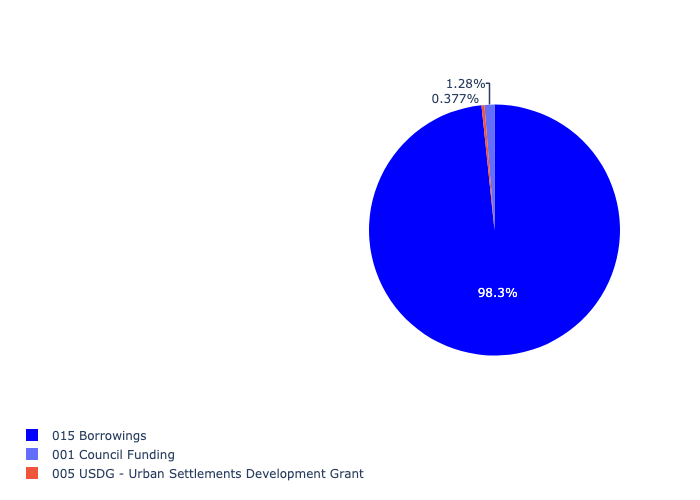 1.28%
0.377%
98.3%
015 Borrowings
001 Council Funding
005 USDG - Urban Settlements Development Grant